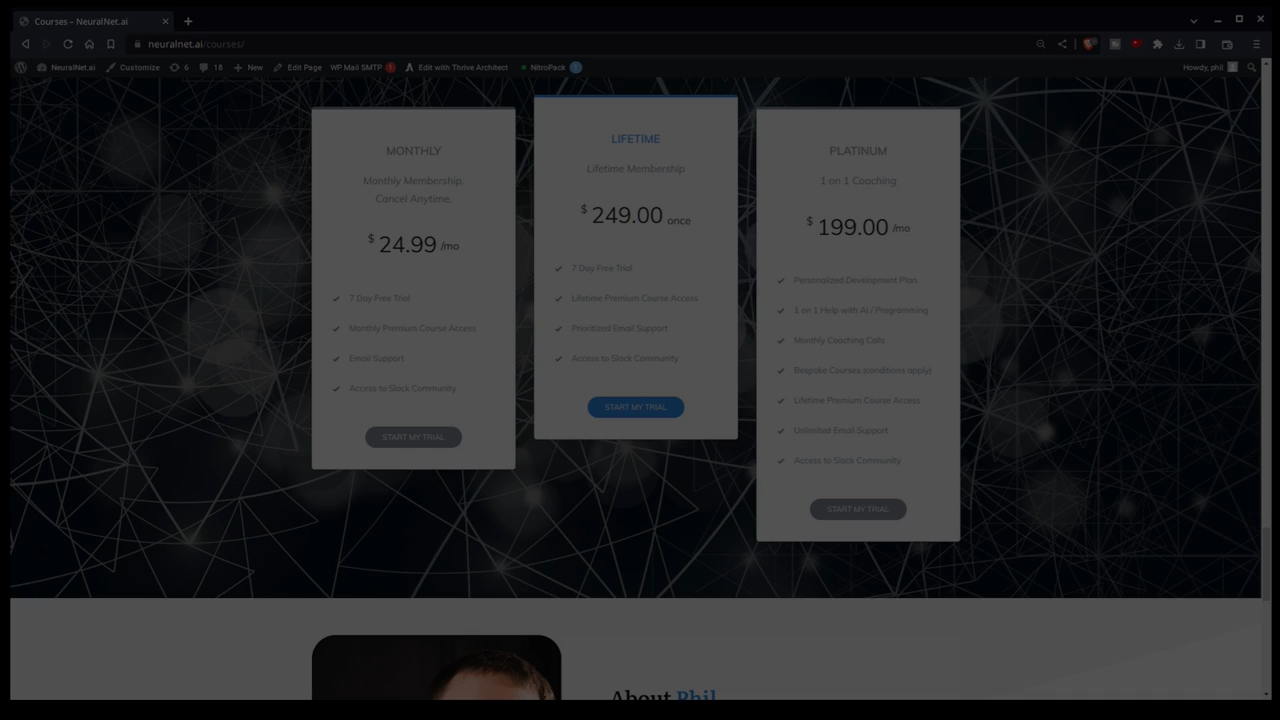 Courses – NeuralNet.ai
neuralnet.ai/courses/
NeuralNet.ai Customize 6 18 New Edit Page WP Mail SMTP 1 Edit with Thrive Architect NitroPack Howdy, phil
MONTHLY
Monthly Membership.
Cancel Anytime.
$ 24.99 /mo
7 Day Free Trial
Monthly Premium Course Access
Email Support
Access to Slack Community
START MY TRIAL
LIFETIME
Lifetime Membership
$ 249.00 once
7 Day Free Trial
Lifetime Premium Course Access
Prioritized Email Support
Access to Slack Community
START MY TRIAL
PLATINUM
1 on 1 Coaching
$ 199.00 /mo
Personalized Development Plan
1 on 1 Help with AI / Programming
Monthly Coaching Calls
Bespoke Courses (conditions apply)
Lifetime Premium Course Access
Unlimited Email Support
Access to Slack Community
START MY TRIAL
About Phil